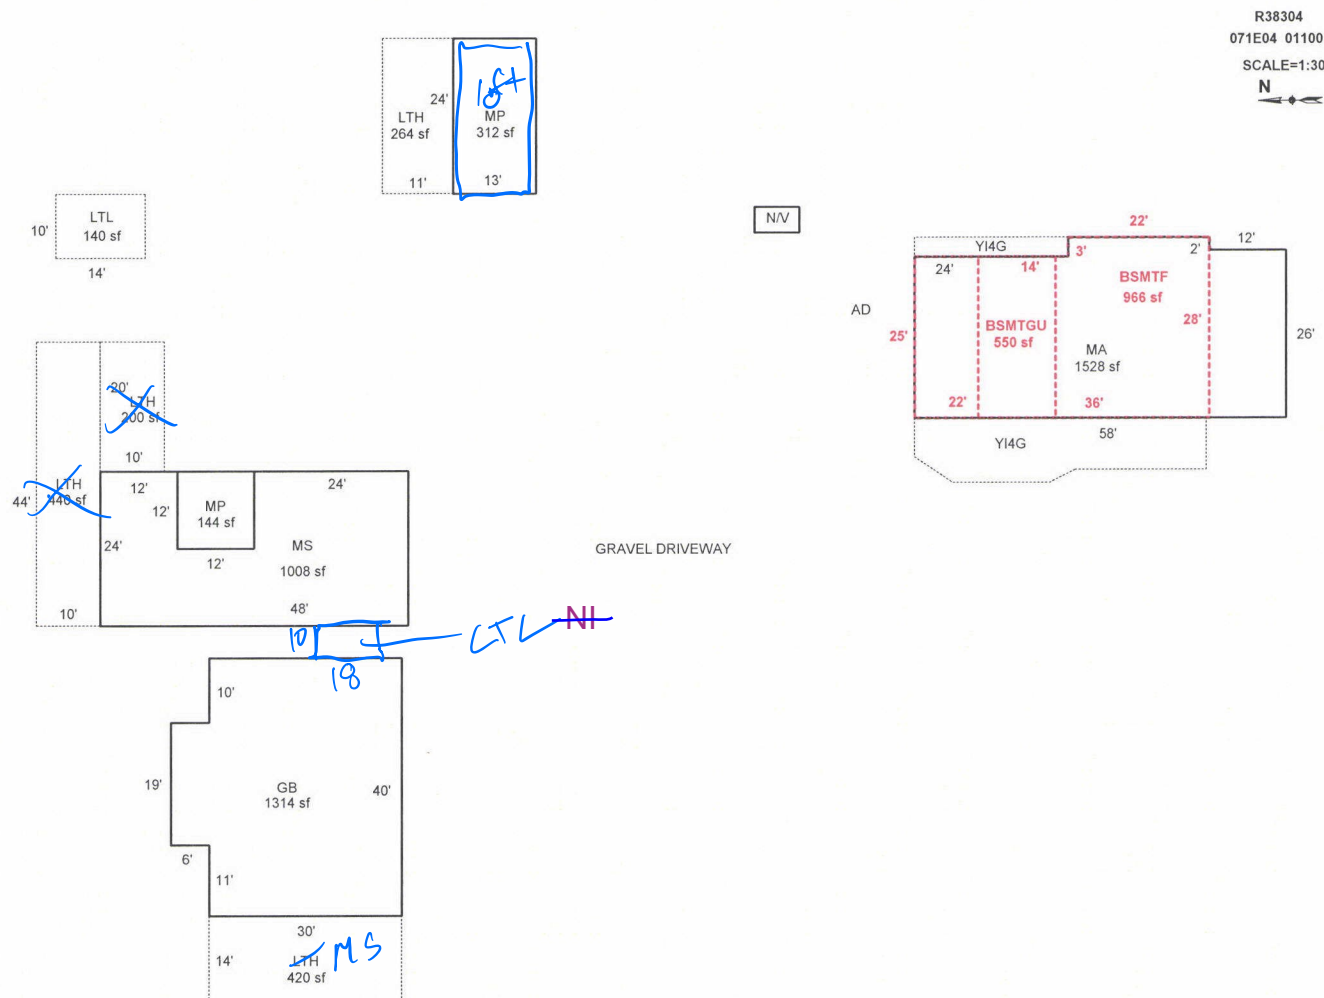 R38304
071E04 01100
SCALE=1:30
N
24'
loft
LTH
264 sf
MP
312 sf
11'
13'
LTL
140 sf
10'
14'
N/V
22'
12'
YI4G
3'
2'
24'
14'
BSMTF
966 sf
AD
25'
BSMTGU
550 sf
28'
26'
MA
1528 sf
22'
36'
58'
YI4G
20'
LTH
200 sf
10'
LTH
440 sf
44'
12'
12'
24'
MP
144 sf
24'
12'
MS
1008 sf
GRAVEL DRIVEWAY
10'
48'
10
LTL
NI
18
10'
19'
GB
1314 sf
40'
6'
11'
30'
14'
LTH
MS
420 sf